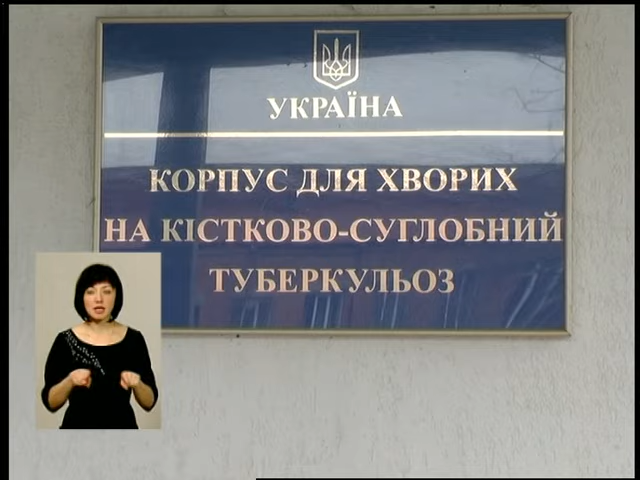 УКРАЇНА
КОРПУС ДЛЯ ХВОРИХ
НА КІСТКОВО-СУГЛОБНИЙ
ТУБЕРКУЛЬОЗ